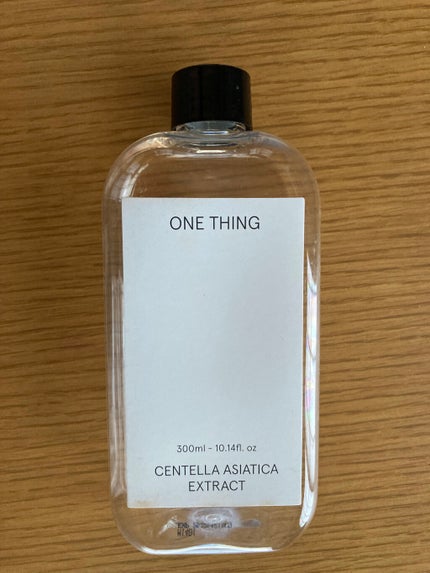 ONE THING
300ml - 10.14fl. oz
CENTELLA ASIATICA
EXTRACT